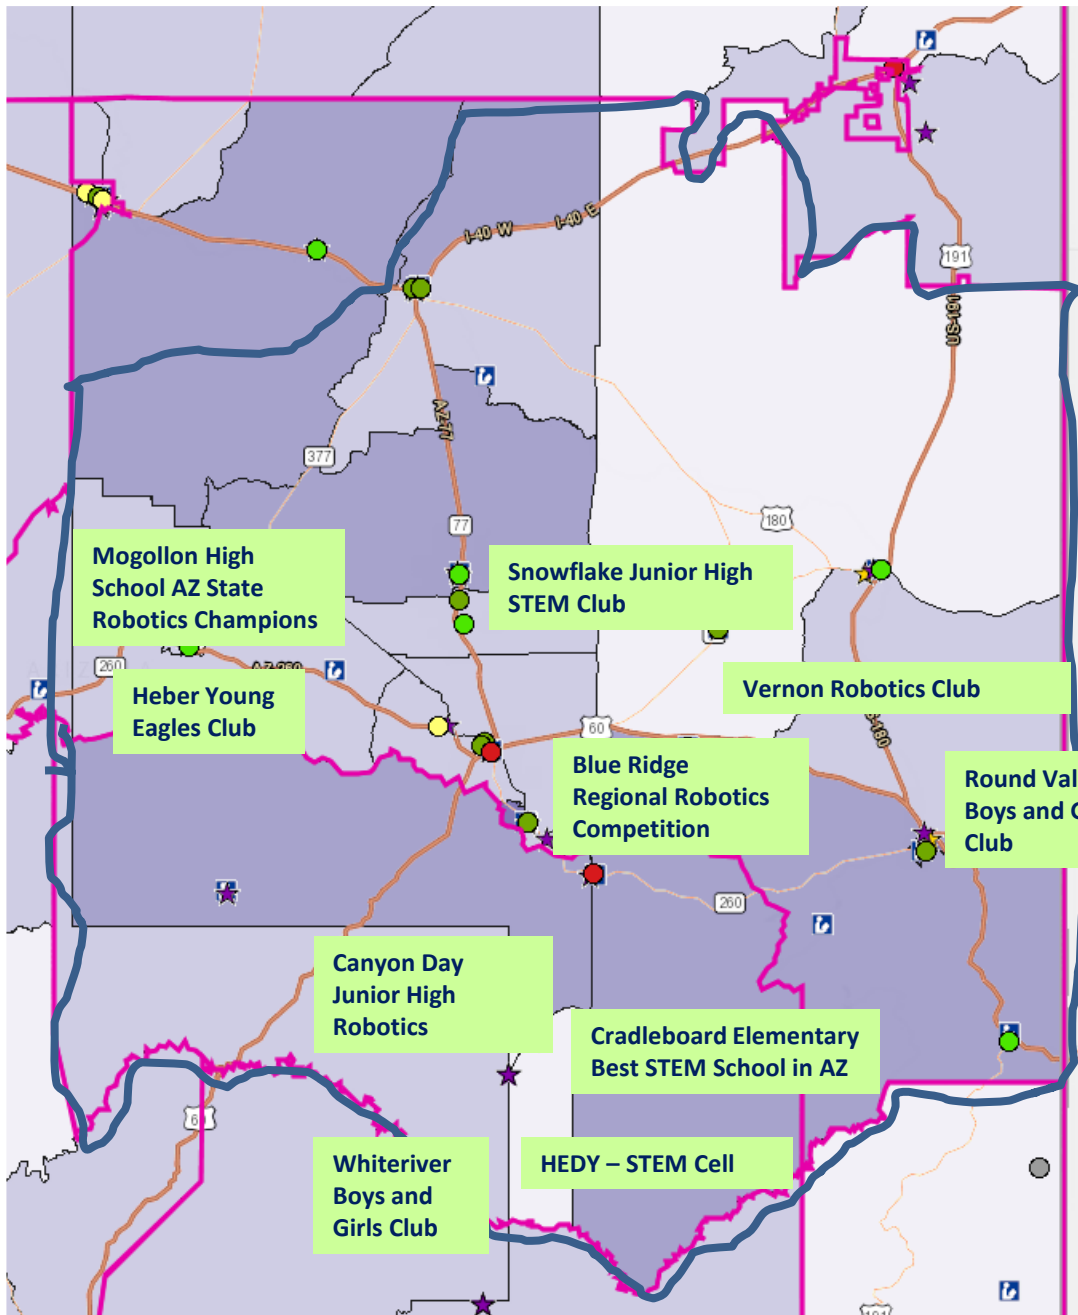 I-40 W
I-40 E
191
US-191
AZ-77
377
77
180
Mogollon High
School AZ State
Robotics Champions
Snowflake Junior High
STEM Club
260
Heber Young
Eagles Club
Vernon Robotics Club
60
Blue Ridge
Regional Robotics
Competition
Round Val
Boys and
Club
260
Canyon Day
Junior High
Robotics
Cradleboard Elementary
Best STEM School in AZ
Whiteriver
Boys and
Girls Club
HEDY – STEM Cell